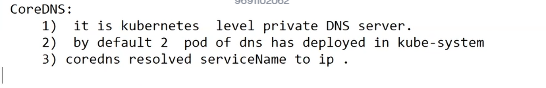 CoreDNS:
1) it is kubernetes level private DNS server.
2) by default 2 pod of dns has deployed in kube-system
3) coredns resolved serviceName to ip .